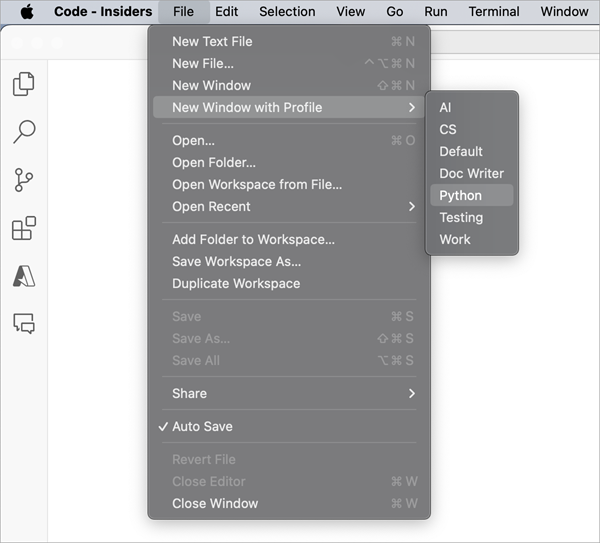 Code - Insiders File Edit Selection View Go Run Terminal Window
New Text File ⌘ N
New File... ⌃⌥⌘ N
New Window ⇧⌘ N
New Window with Profile
AI
CS
Default
Doc Writer
Python
Testing
Work
Open... ⌘ O
Open Folder...
Open Workspace from File...
Open Recent
Add Folder to Workspace...
Save Workspace As...
Duplicate Workspace
Save ⌘ S
Save As... ⇧⌘ S
Save All ⌥⌘ S
Share
✓ Auto Save
Revert File
Close Editor ⌘ W
Close Window ⌘ W